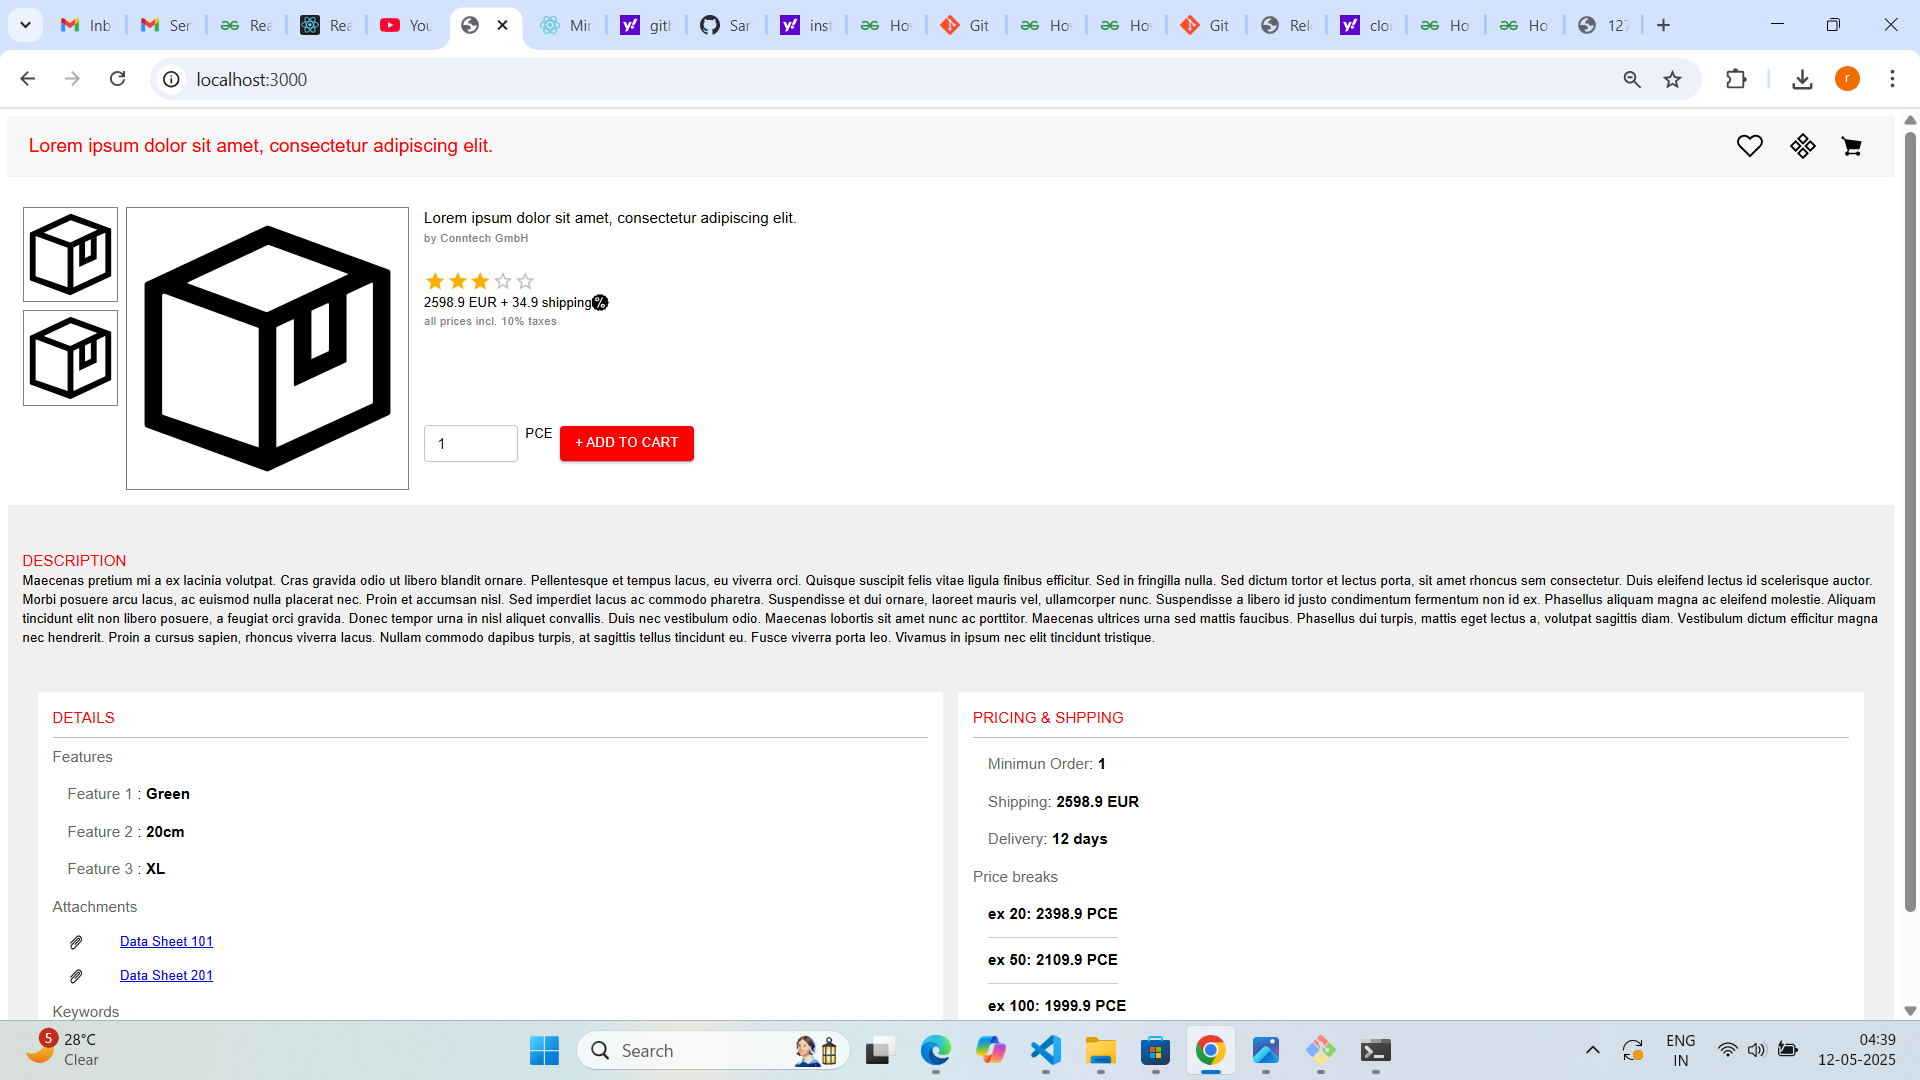 Inb
Ser
Rea
Rea
You
Min
gith
Sar
inst
How
Git
How
How
Git
Rele
clo
How
Ho
127
localhost:3000
r
Lorem ipsum dolor sit amet, consectetur adipiscing elit.
Lorem ipsum dolor sit amet, consectetur adipiscing elit.
by Conntech GmbH
2598.9 EUR + 34.9 shipping
all prices incl. 10% taxes
1 PCE + ADD TO CART
DESCRIPTION
Maecenas pretium mi a ex lacinia volutpat. Cras gravida odio ut libero blandit ornare. Pellentesque et tempus lacus, eu viverra orci. Quisque suscipit felis vitae ligula finibus efficitur. Sed in fringilla nulla. Sed dictum tortor et lectus porta, sit amet rhoncus sem consectetur. Duis eleifend lectus id scelerisque auctor.
Morbi posuere arcu lacus, ac euismod nulla placerat nec. Proin et accumsan nisl. Sed imperdiet lacus ac commodo pharetra. Suspendisse et dui ornare, laoreet mauris vel, ullamcorper nunc. Suspendisse a libero id justo condimentum fermentum non id ex. Phasellus aliquam magna ac eleifend molestie. Aliquam
tincidunt elit non libero posuere, a feugiat orci gravida. Donec tempor urna in nisl aliquet convallis. Duis nec vestibulum odio. Maecenas lobortis sit amet nunc ac porttitor. Maecenas ultrices urna sed mattis faucibus. Phasellus dui turpis, mattis eget lectus a, volutpat sagittis diam. Vestibulum dictum efficitur magna
nec hendrerit. Proin a cursus sapien, rhoncus viverra lacus. Nullam commodo dapibus turpis, at sagittis tellus tincidunt eu. Fusce viverra porta leo. Vivamus in ipsum nec elit tincidunt tristique.
DETAILS
Features
Feature 1 : Green
Feature 2 : 20cm
Feature 3 : XL
Attachments
Data Sheet 101
Data Sheet 201
Keywords
PRICING & SHPPING
Minimun Order: 1
Shipping: 2598.9 EUR
Delivery: 12 days
Price breaks
ex 20: 2398.9 PCE
ex 50: 2109.9 PCE
ex 100: 1999.9 PCE
5
28°C
Clear
Search
ENG
IN
04:39
12-05-2025